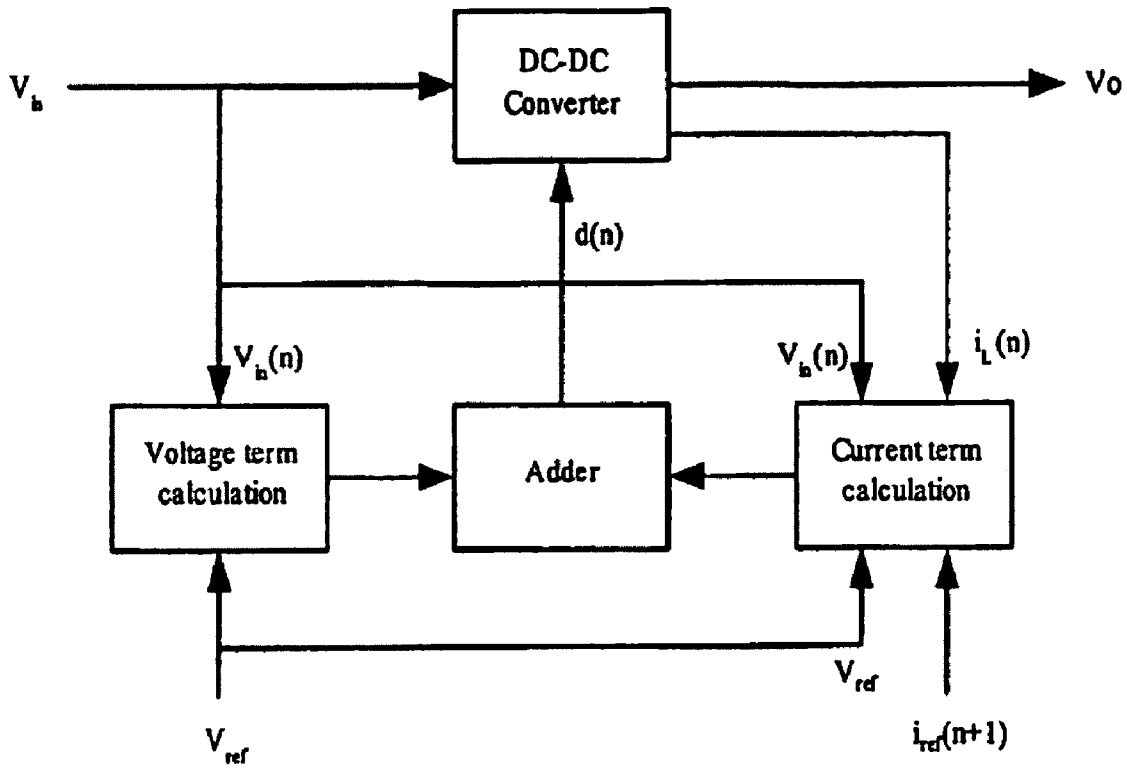 DC-DC
Converter
V_in
Vo
d(n)
V_in(n)
V_in(n)
i_L(n)
Voltage term
calculation
Adder
Current term
calculation
V_ref
V_ref
i_ref(n+1)